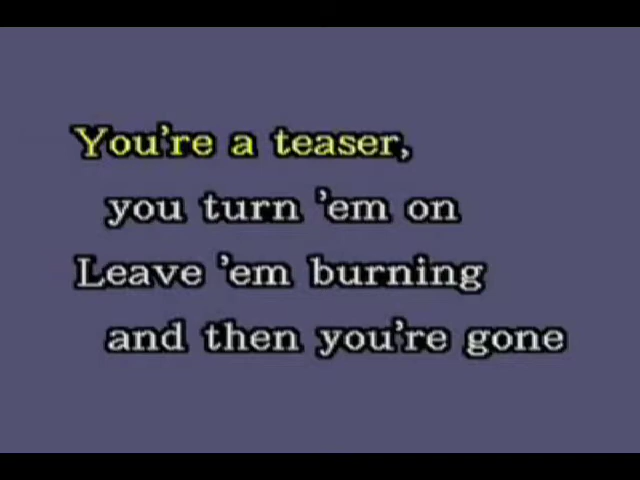 You're a teaser,
you turn 'em on
Leave 'em burning
and then you're gone